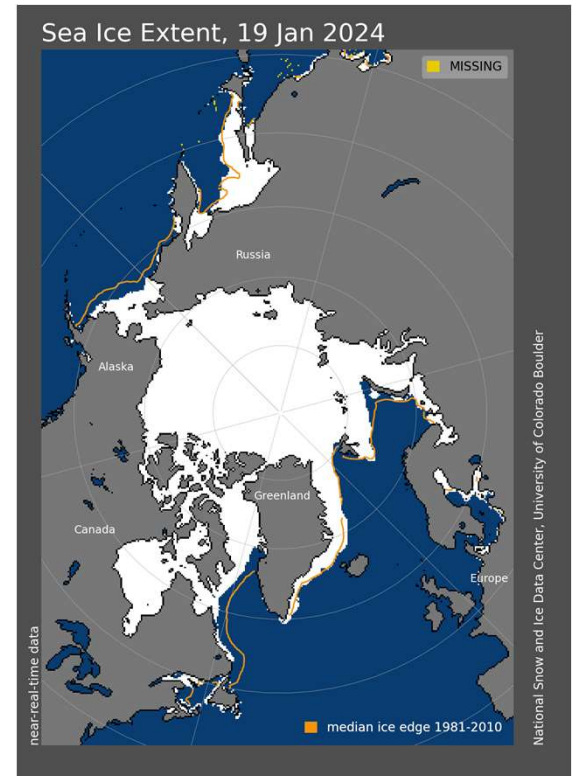 Sea Ice Extent, 19 Jan 2024
MISSING
Russia
Alaska
Greenland
Canada
Europe
near-real-time data
National Snow and Ice Data Center, University of Colorado Boulder
median ice edge 1981-2010